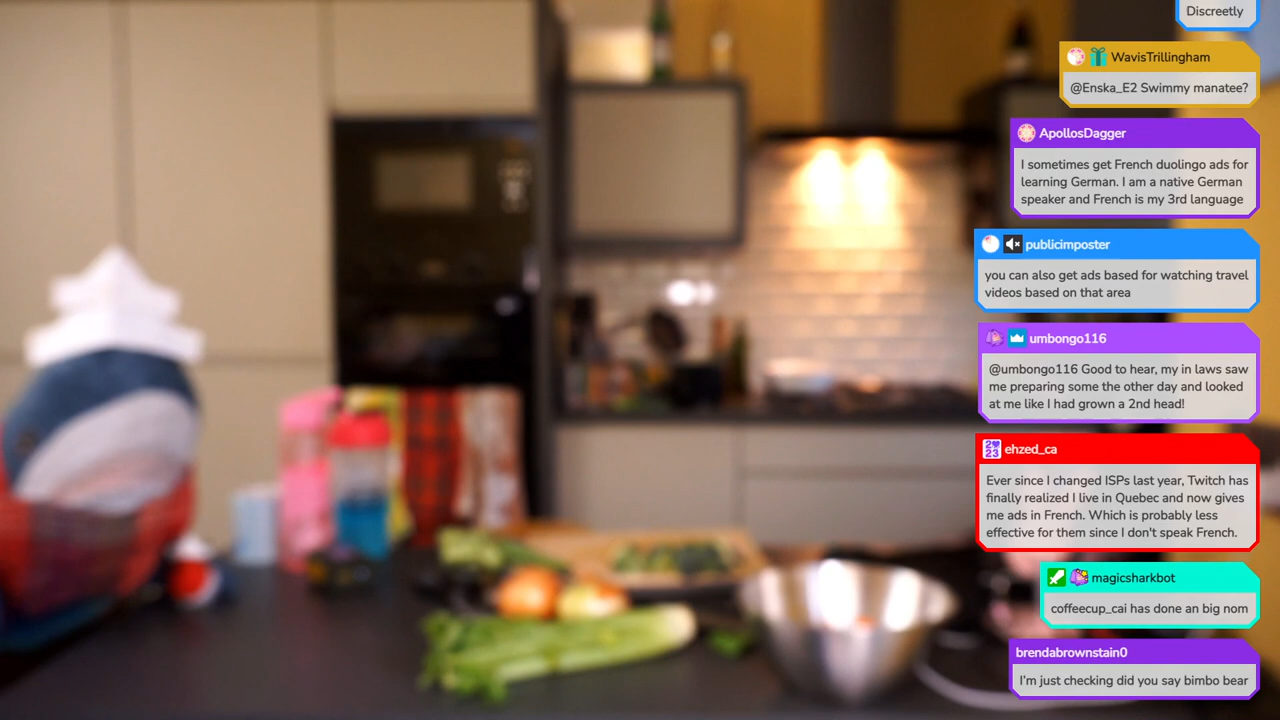 Discreetly
WavisTrillingham
@Enska_E2 Swimmy manatee?
ApollosDagger
I sometimes get French duolingo ads for
learning German. I am a native German
speaker and French is my 3rd language
publicimposter
you can also get ads based for watching travel
videos based on that area
umbongo116
@umbongo116 Good to hear, my in laws saw
me preparing some the other day and looked
at me like I had grown a 2nd head!
2023
ehzed_ca
Ever since I changed ISPs last year, Twitch has
finally realized I live in Quebec and now gives
me ads in French. Which is probably less
effective for them since I don't speak French.
magicsharkbot
coffeecup_cai has done an big nom
brendabrownstain0
I'm just checking did you say bimbo bear